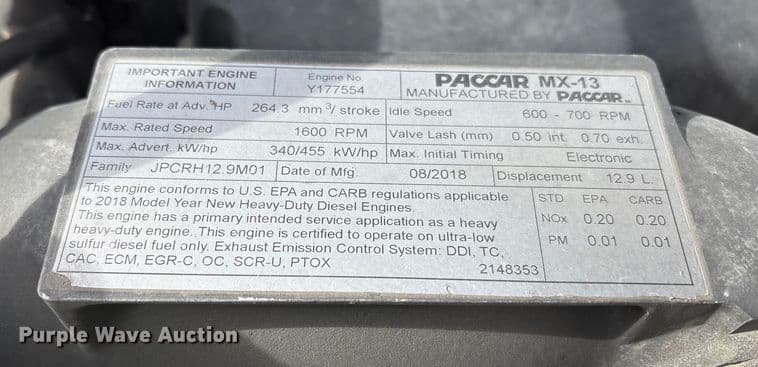 IMPORTANT ENGINE
INFORMATION
Engine No.
Y177554
PACCAR MX-13
MANUFACTURED BY PACCAR
Fuel Rate at Adv. HP 264.3 mm³/ stroke
Idle Speed 600 - 700 RPM
Max. Rated Speed 1600 RPM
Valve Lash (mm) 0.50 int. 0.70 exh.
Max. Advert. kW/hp 340/455 kW/hp
Max. Initial Timing Electronic
Family JPCRH12.9M01
Date of Mfg. 08/2018
Displacement 12.9 L.
This engine conforms to U.S. EPA and CARB regulations applicable
to 2018 Model Year New Heavy-Duty Diesel Engines.
This engine has a primary intended service application as a heavy
heavy-duty engine. This engine is certified to operate on ultra-low
sulfur diesel fuel only. Exhaust Emission Control System: DDI, TC,
CAC, ECM, EGR-C, OC, SCR-U, PTOX
2148353
STD EPA CARB
NOx 0.20 0.20
PM 0.01 0.01
Purple Wave Auction